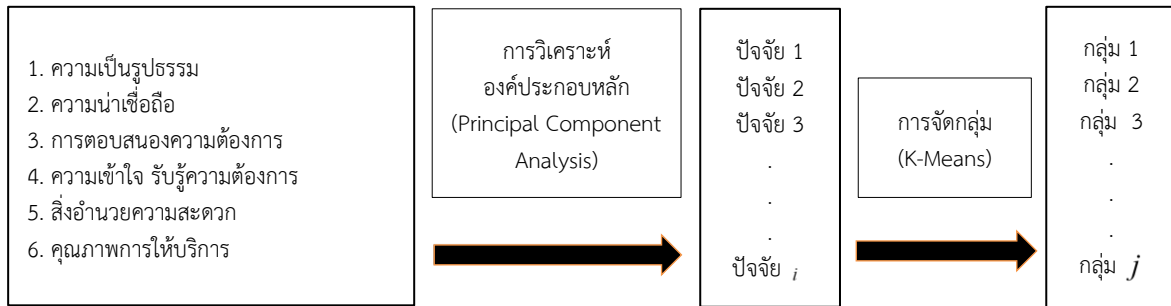 1. ความเป็นรูปธรรม
2. ความน่าเชื่อถือ
3. การตอบสนองความต้องการ
4. ความเข้าใจ รับรู้ความต้องการ
5. สิ่งอำนวยความสะดวก
6. คุณภาพการให้บริการ
การวิเคราะห์
องค์ประกอบหลัก
(Principal Component
Analysis)
ปัจจัย 1
ปัจจัย 2
ปัจจัย 3
.
.
.
ปัจจัย i
การจัดกลุ่ม
(K-Means)
กลุ่ม 1
กลุ่ม 2
กลุ่ม 3
.
.
.
กลุ่ม j